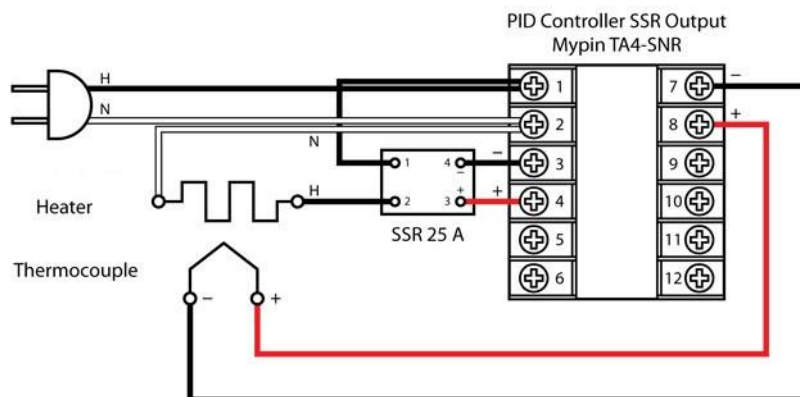 PID Controller SSR Output
Mypin TA4-SNR
H
N
N
1
2
3
4
5
6
7
8
9
10
11
12
−
+
1
2
4
−
+
3
−
+
H
SSR 25 A
Heater
Thermocouple
−
+